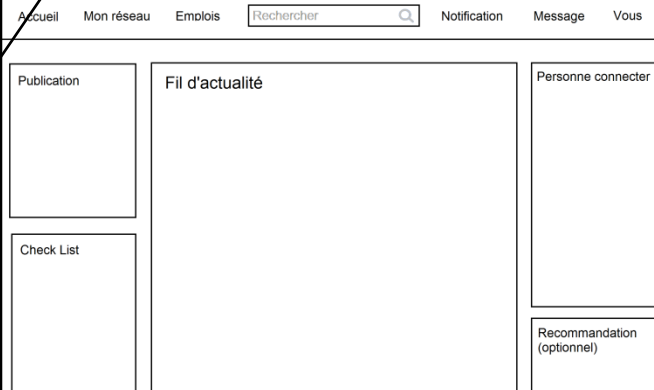 Accueil Mon réseau Emplois Rechercher Notification Message Vous
Publication
Fil d'actualité
Personne connecter
Check List
Recommandation
(optionnel)